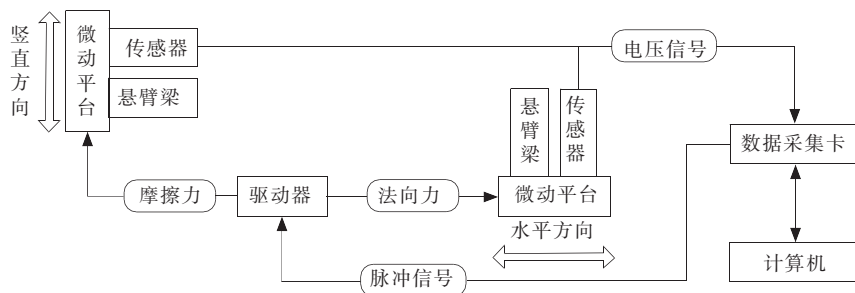 竖直方向
微动平台
传感器
悬臂梁
电压信号
悬臂梁
传感器
数据采集卡
摩擦力
驱动器
法向力
微动平台
水平方向
计算机
脉冲信号